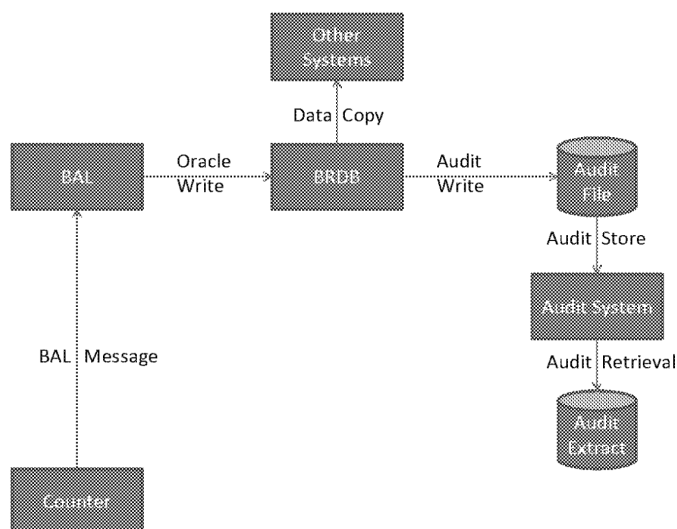 Other
Systems
Data Copy
BAL
Oracle
Write
BRDB
Audit
Write
Audit
File
Audit Store
Audit System
BAL Message
Audit Retrieval
Audit
Extract
Counter